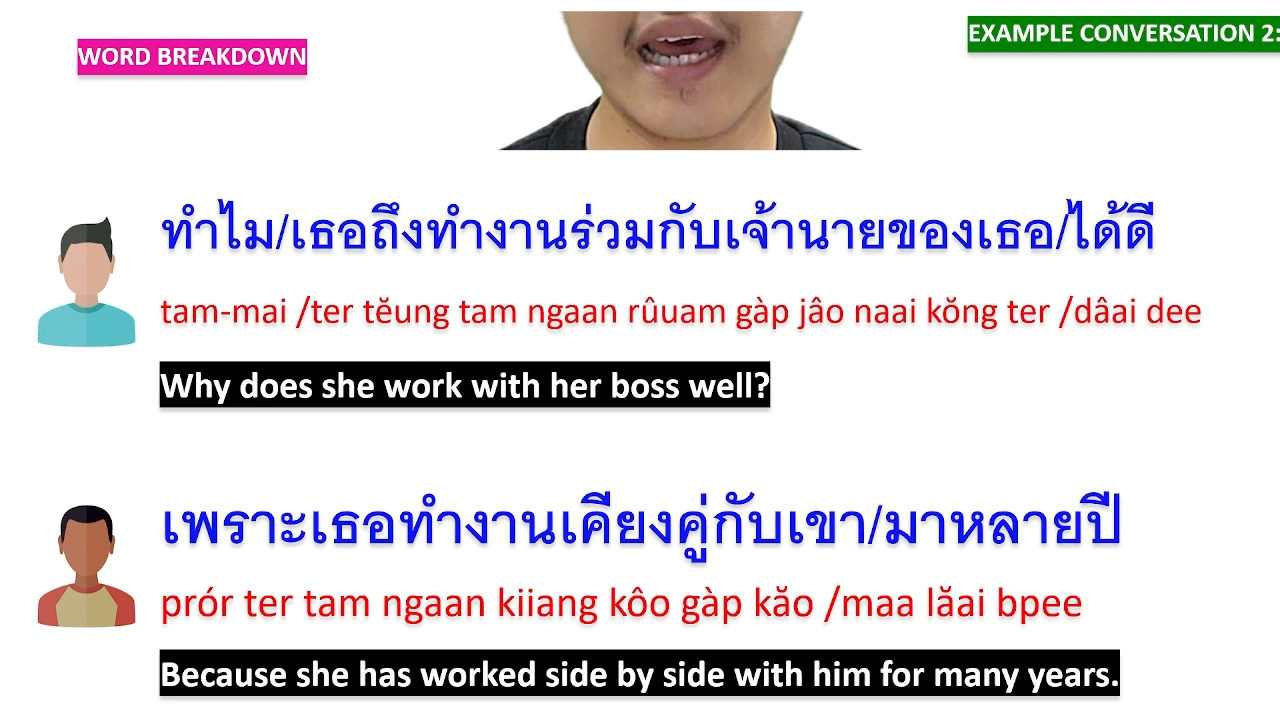 WORD BREAKDOWN
EXAMPLE CONVERSATION 2:
ทำไม/เธอถึงทำงานร่วมกับเจ้านายของเธอ/ได้ดี
tam-mai /ter tĕung tam ngaan rûuam gàp jâo naai kŏng ter /dâai dee
Why does she work with her boss well?
เพราะเธอทำงานเคียงคู่กับเขา/มาหลายปี
prór ter tam ngaan kiiang kôo gàp kăo /maa lăai bpee
Because she has worked side by side with him for many years.